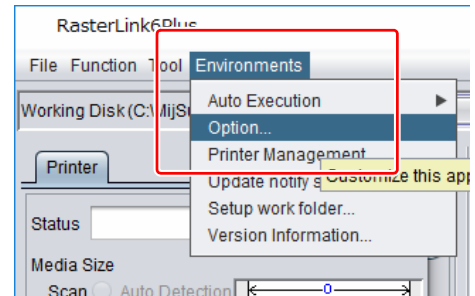 RasterLink6Plus
File Function Tool Environments
Working Disk (C:\MijSu
Auto Execution
Option...
Printer Management
Printer
Update notify s
Customize this app
Setup work folder...
Status
Version Information...
Media Size
Scan Auto Detection 0